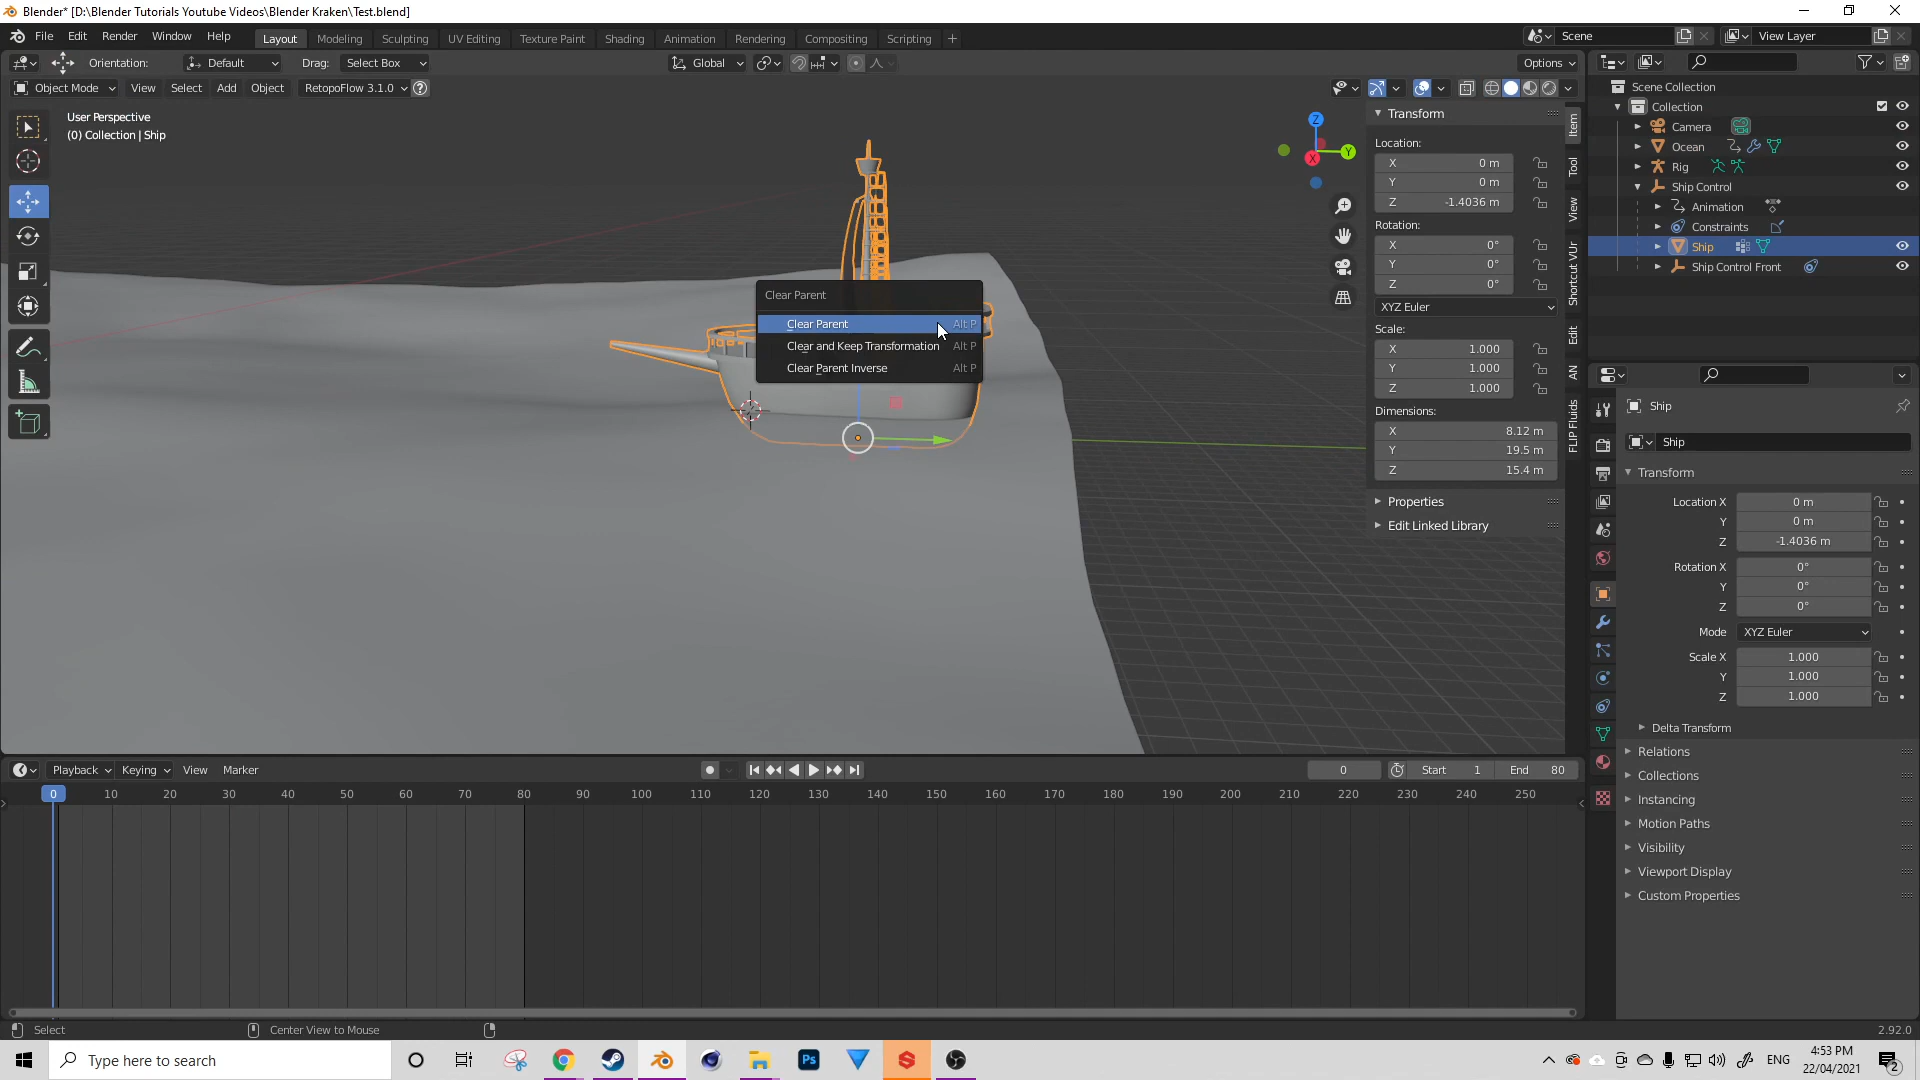 Blender* [D:\Blender Tutorials Youtube Videos\Blender Kraken\Test.blend]
File Edit Render Window Help Layout Modeling Sculpting UV Editing Texture Paint Shading Animation Rendering Compositing Scripting + Scene View Layer
Orientation: Default Drag: Select Box Global Options
Object Mode View Select Add Object RetopoFlow 3.1.0
User Perspective
(0) Collection | Ship
Z
Y
X
Clear Parent
Clear Parent Alt P
Clear and Keep Transformation Alt P
Clear Parent Inverse Alt P
Transform
Location:
X 0 m
Y 0 m
Z -1.4036 m
Rotation:
X 0°
Y 0°
Z 0°
XYZ Euler
Scale:
X 1.000
Y 1.000
Z 1.000
Dimensions:
X 8.12 m
Y 19.5 m
Z 15.4 m
Properties
Edit Linked Library
Item
Tool
View
Shortcut VUr
Edit
AN
FLIP Fluids
Scene Collection
Collection
Camera
Ocean
Rig
Ship Control
Animation
Constraints
Ship
Ship Control Front
Ship
Ship
Transform
Location X 0 m
Y 0 m
Z -1.4036 m
Rotation X 0°
Y 0°
Z 0°
Mode XYZ Euler
Scale X 1.000
Y 1.000
Z 1.000
Delta Transform
Relations
Collections
Instancing
Motion Paths
Visibility
Viewport Display
Custom Properties
Playback Keying View Marker 0 Start 1 End 80
0 10 20 30 40 50 60 70 80 90 100 110 120 130 140 150 160 170 180 190 200 210 220 230 240 250
Select Center View to Mouse 2.92.0
Type here to search Ps ENG 4:53 PM
22/04/2021 2